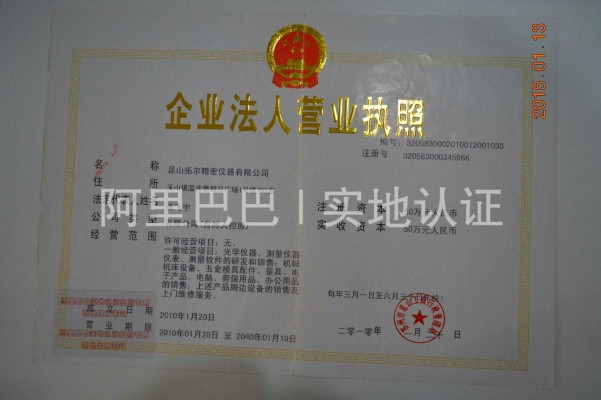 2015.01.13
企业法人营业执照
编号: 320583000201001200103S
注册号 320583000345966
名 称 昆山拓尔精密仪器有限公司
住 所
法定代表人姓名
阿里巴巴 | 实地认证
注 册 资 本 50万元人民币
实 收 资 本 50万元人民币
经 营 范 围
许可经营项目: 无。
一般经营项目: 光学仪器、测量仪器
仪表、测量软件的研发和销售; 机械
机床设备、五金模具配件、量具、电
子产品、电脑、劳保用品、办公用品
的销售; 上述产品周边设备的销售及
上门维修服务。
每年三月一日至六月三十日
成 立 日 期 2010年1月20日
营 业 期 限 2010年01月20日 至 2040年01月19日
二○一○年 一月二十日